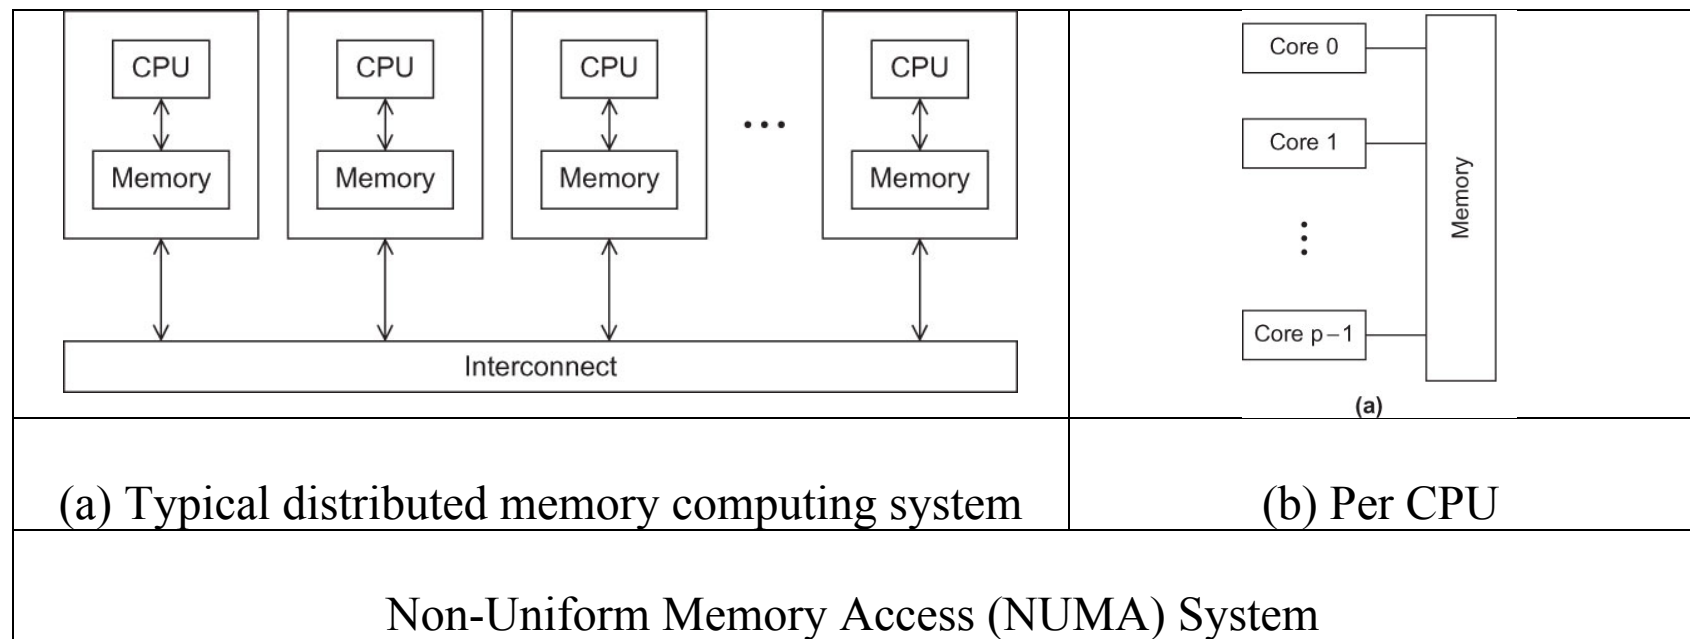 CPU
CPU
CPU
CPU
Memory
Memory
Memory
Memory
...
Interconnect
(a) Typical distributed memory computing system
Core 0
Core 1
Core p−1
Memory
(a)
(b) Per CPU
Non-Uniform Memory Access (NUMA) System